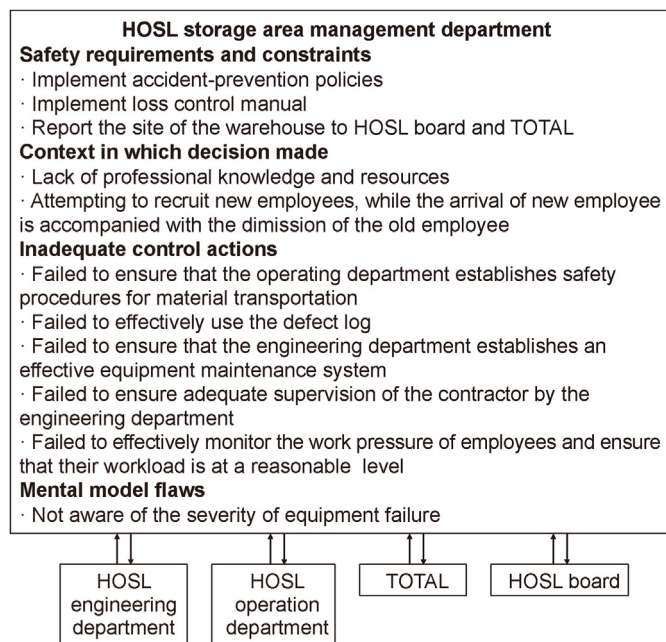 HOSL storage area management department
Safety requirements and constraints
· Implement accident-prevention policies
· Implement loss control manual
· Report the site of the warehouse to HOSL board and TOTAL
Context in which decision made
· Lack of professional knowledge and resources
· Attempting to recruit new employees, while the arrival of new employee
is accompanied with the dimission of the old employee
Inadequate control actions
· Failed to ensure that the operating department establishes safety
procedures for material transportation
· Failed to effectively use the defect log
· Failed to ensure that the engineering department establishes an
effective equipment maintenance system
· Failed to ensure adequate supervision of the contractor by the
engineering department
· Failed to effectively monitor the work pressure of employees and ensure
that their workload is at a reasonable level
Mental model flaws
· Not aware of the severity of equipment failure
HOSL
engineering
department
HOSL
operation
department
TOTAL
HOSL board